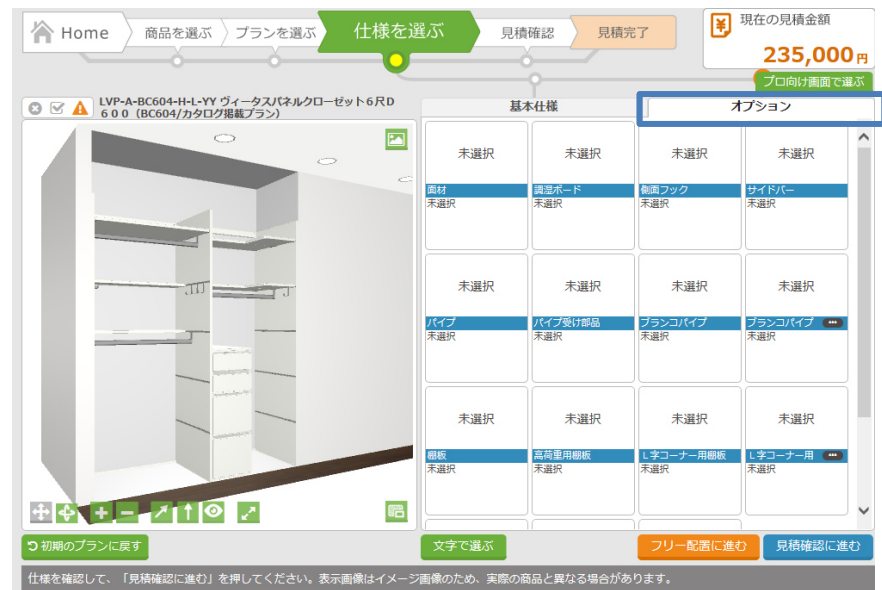 Home
商品を選ぶ
プランを選ぶ
仕様を選ぶ
見積確認
見積完了
現在の見積金額
235,000円
プロ向け画面で選ぶ
LVP-A-BC604-H-L-YY ヴィータスパネルクローゼット６尺D
６００（BC604/カタログ掲載プラン）
基本仕様
オプション
未選択 未選択 未選択 未選択
面材 調湿ボード 側面フック サイドバー
未選択 未選択 未選択 未選択
未選択 未選択 未選択 未選択
パイプ パイプ受け部品 ブランコパイプ ブランコパイプ
未選択 未選択 未選択 未選択
未選択 未選択 未選択 未選択
棚板 高荷重用棚板 Ｌ字コーナー用棚板 Ｌ字コーナー用
未選択 未選択 未選択 未選択
初期のプランに戻す
文字で選ぶ
フリー配置に進む
見積確認に進む
仕様を確認して、「見積確認に進む」を押してください。表示画像はイメージ画像のため、実際の商品と異なる場合があります。